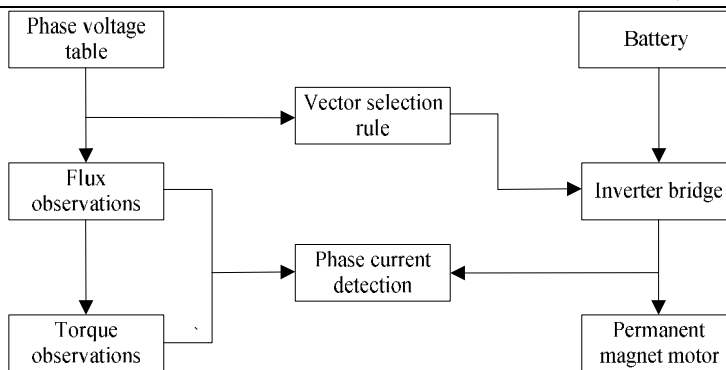 Phase voltage
table
Battery
Vector selection
rule
Flux
observations
Inverter bridge
Phase current
detection
Torque
observations
Permanent
magnet motor